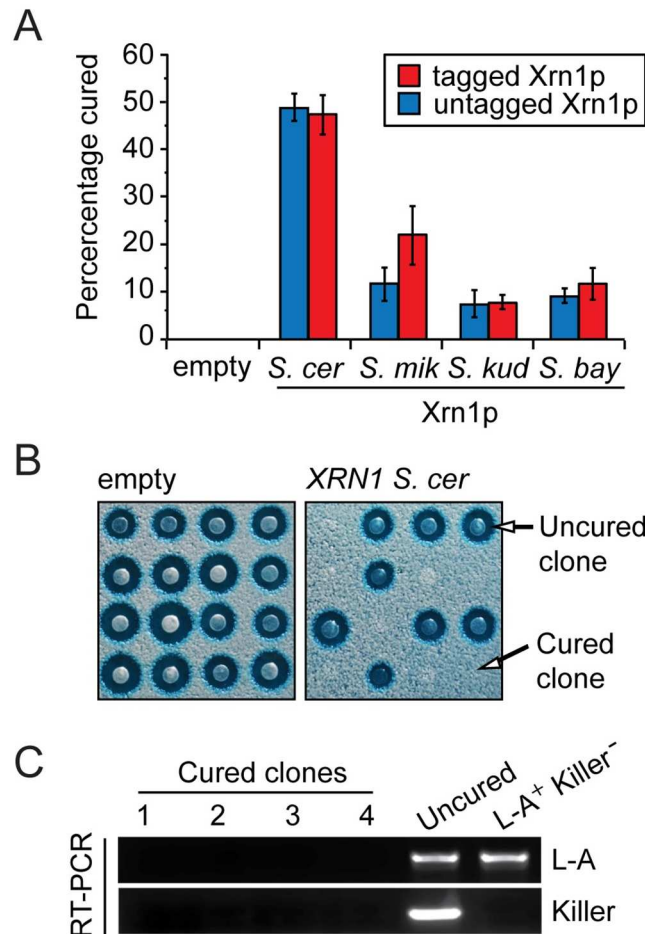 A
Percercentage cured
60
50
40
30
20
10
0
tagged Xrn1p
untagged Xrn1p
empty S. cer S. mik S. kud S. bay
Xrn1p
B
empty
XRN1 S. cer
Uncured
clone
Cured
clone
C
Cured clones
1 2 3 4
Uncured
L-A+ Killer-
RT-PCR
L-A
Killer